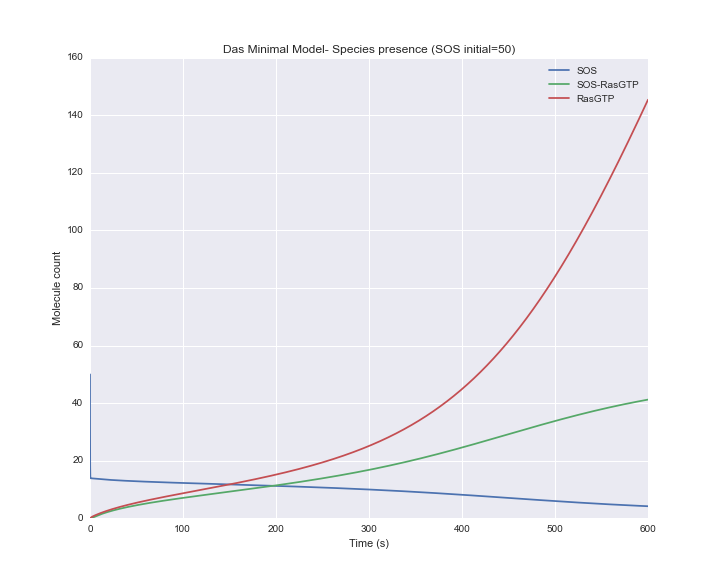 Das Minimal Model- Species presence (SOS initial=50)
160
140
120
100
80
60
40
20
0
Molecule count
SOS
SOS-RasGTP
RasGTP
0 100 200 300 400 500 600
Time (s)